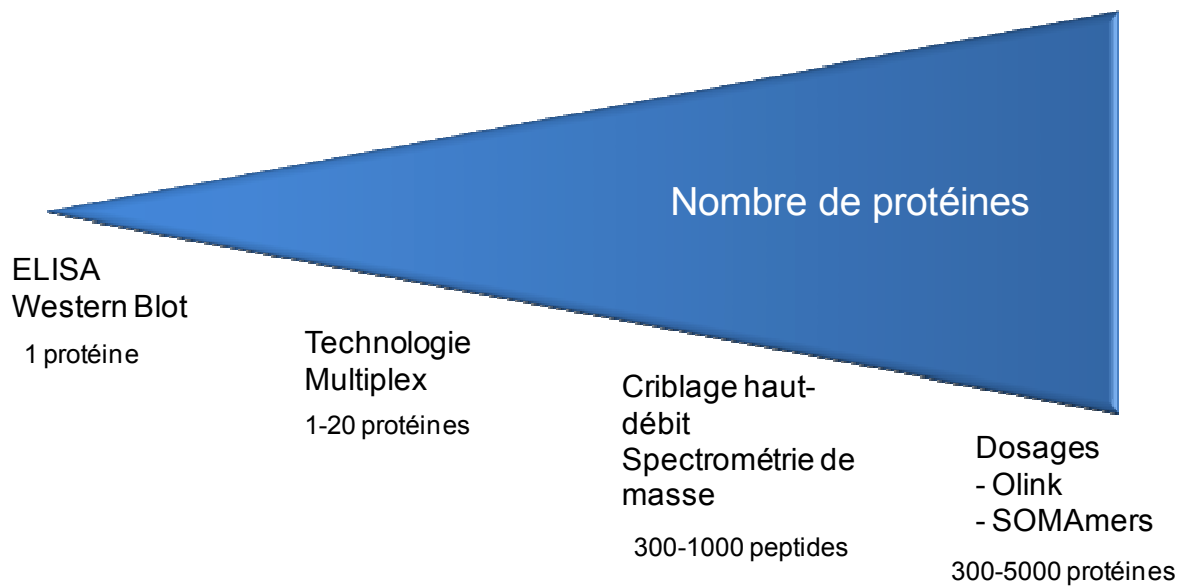 Nombre de protéines
ELISA
Western Blot
1 protéine
Technologie
Multiplex
1-20 protéines
Criblage haut-
débit
Spectrométrie de
masse
300-1000 peptides
Dosages
- Olink
- SOMAmers
300-5000 protéines